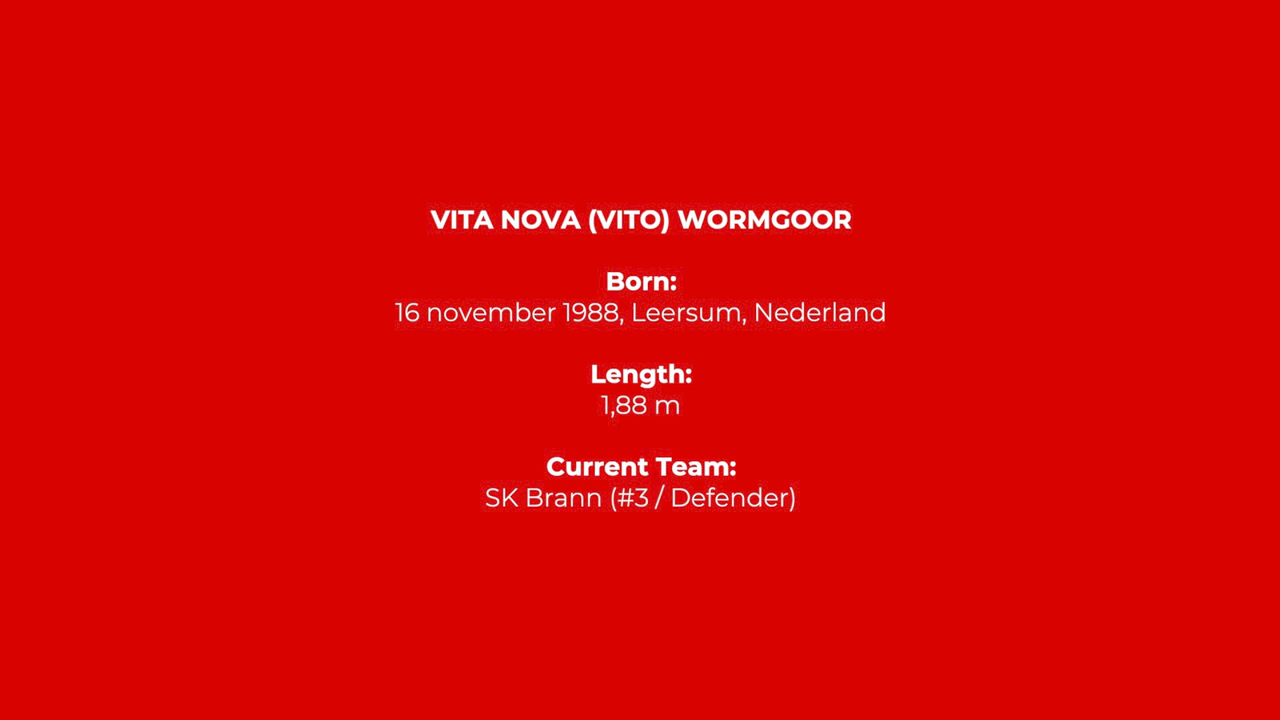 VITA NOVA (VITO) WORMGOOR
Born:
16 november 1988, Leersum, Nederland
Length:
1,88 m
Current Team:
SK Brann (#3 / Defender)